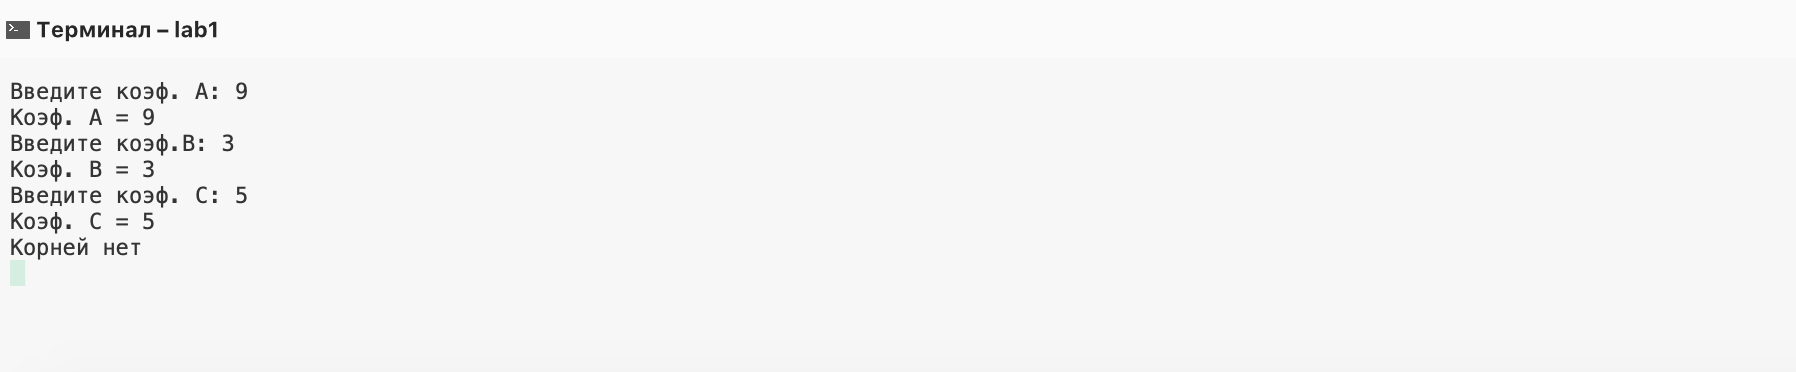 Терминал – lab1
Введите коэф. А: 9
Коэф. А = 9
Введите коэф.В: 3
Коэф. В = 3
Введите коэф. С: 5
Коэф. С = 5
Корней нет